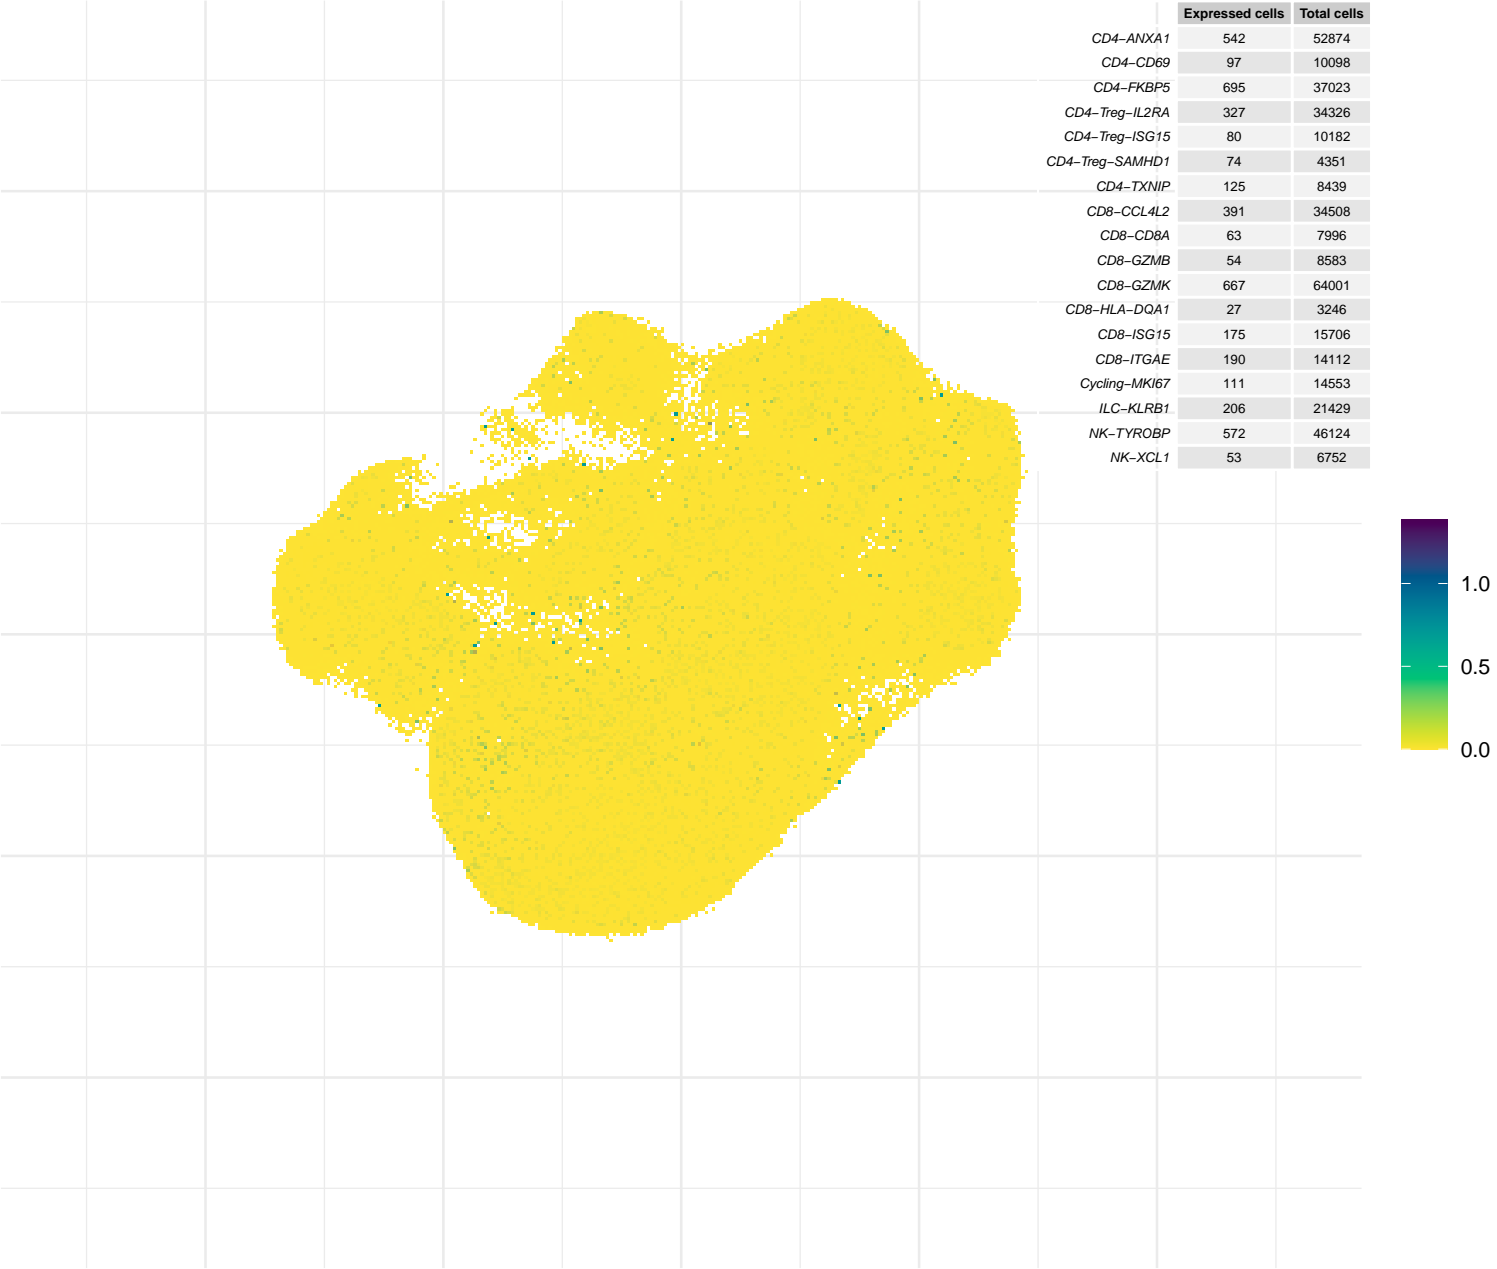 Expressed cells Total cells
CD4−ANXA1 542 52874
CD4−CD69 97 10098
CD4−FKBP5 695 37023
CD4−Treg−IL2RA 327 34326
CD4−Treg−ISG15 80 10182
CD4−Treg−SAMHD1 74 4351
CD4−TXNIP 125 8439
CD8−CCL4L2 391 34508
CD8−CD8A 63 7996
CD8−GZMB 54 8583
CD8−GZMK 667 64001
CD8−HLA−DQA1 27 3246
CD8−ISG15 175 15706
CD8−ITGAE 190 14112
Cycling−MKI67 111 14553
ILC−KLRB1 206 21429
NK−TYROBP 572 46124
NK−XCL1 53 6752
1.0
0.5
0.0